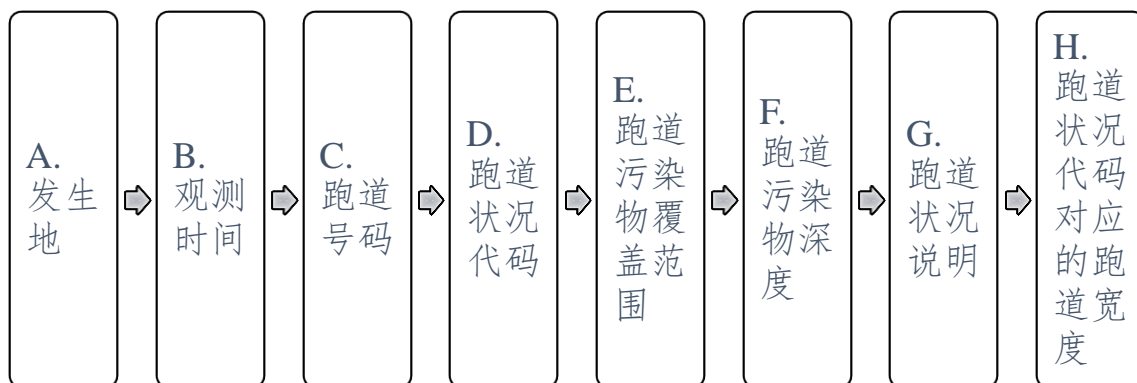 A.
发生
地
B.
观测
时间
C.
跑道
号码
D.
跑道
状况
代码
E.
跑道
污染
物覆
盖范
围
F.
跑道
污染
物深
度
G.
跑道
状况
说明
H.
跑道
状况
代码
对应
的跑
道宽
度